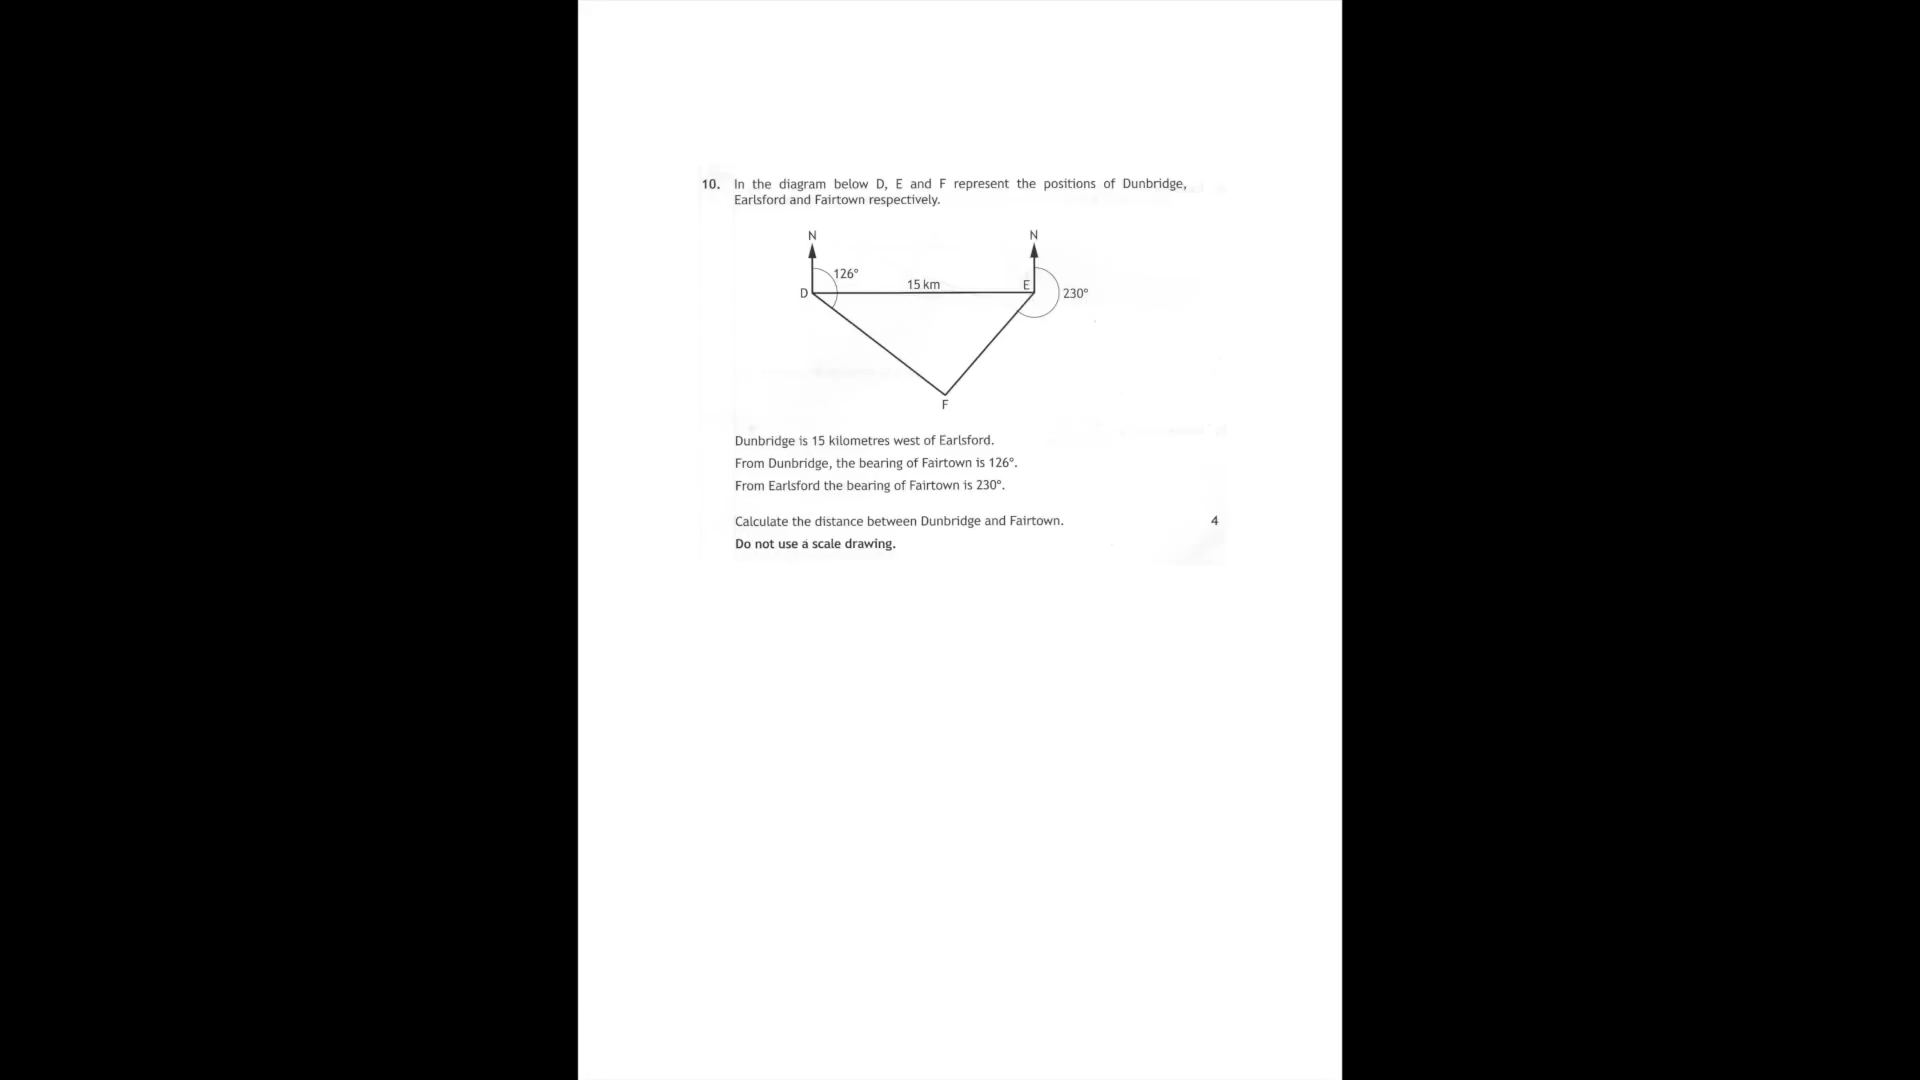 10. In the diagram below D, E and F represent the positions of Dunbridge,
Earlsford and Fairtown respectively.
N
N
126°
15 km
E
D
230°
F
Dunbridge is 15 kilometres west of Earlsford.
From Dunbridge, the bearing of Fairtown is 126°.
From Earlsford the bearing of Fairtown is 230°.
Calculate the distance between Dunbridge and Fairtown. 4
Do not use a scale drawing.